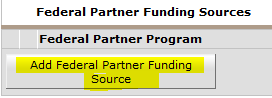 Federal Partner Funding Sources
Federal Partner Program
Add Federal Partner Funding
Source